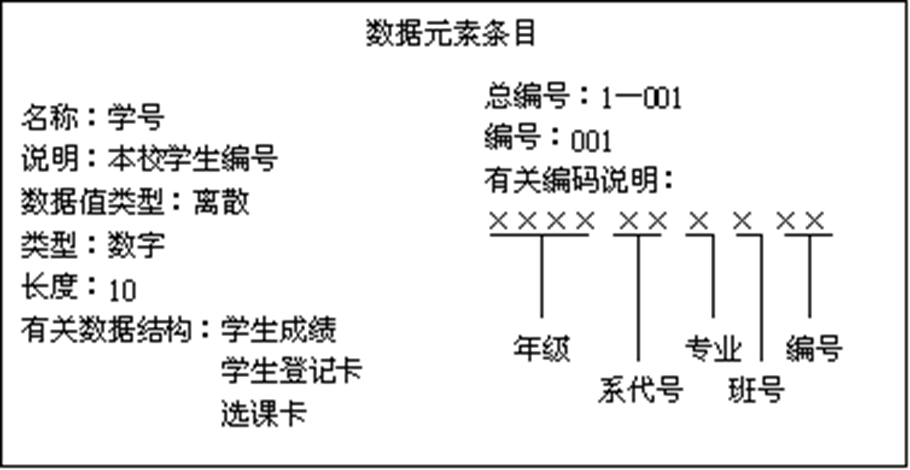 数据元素条目
名称：学号
说明：本校学生编号
数据值类型：离散
类型：数字
长度：10
有关数据结构：学生成绩
学生登记卡
选课卡
总编号：1—001
编号：001
有关编码说明：
×××× ×× × × ××
年级 专业 编号
系代号 班号